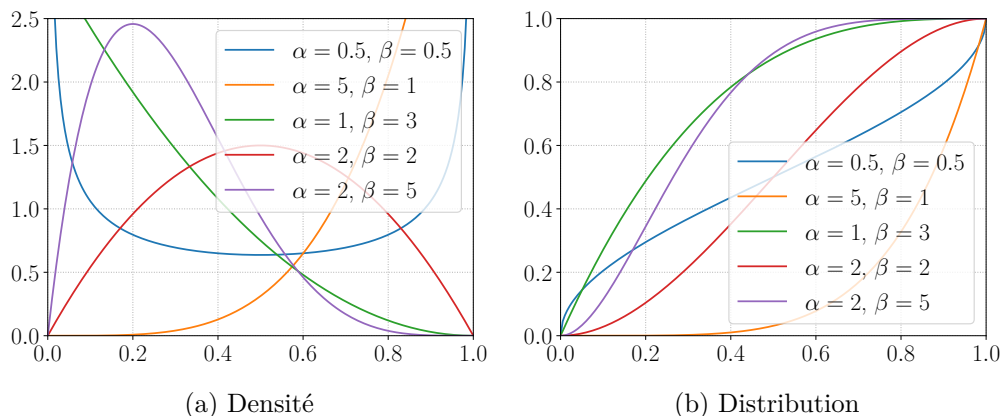 2.5
2.0
1.5
1.0
0.5
0.0
0.0 0.2 0.4 0.6 0.8 1.0
α = 0.5, β = 0.5
α = 5, β = 1
α = 1, β = 3
α = 2, β = 2
α = 2, β = 5
(a) Densité
1.0
0.8
0.6
0.4
0.2
0.0
0.0 0.2 0.4 0.6 0.8 1.0
α = 0.5, β = 0.5
α = 5, β = 1
α = 1, β = 3
α = 2, β = 2
α = 2, β = 5
(b) Distribution